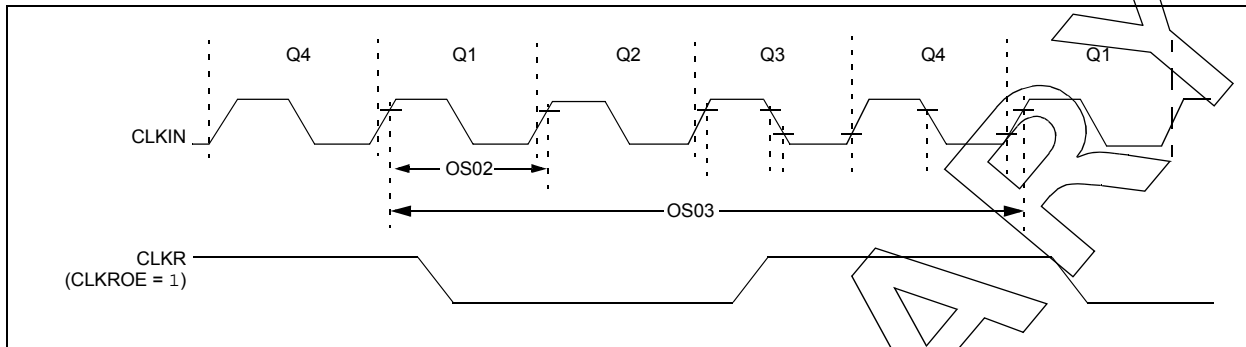 Q4 Q1 Q2 Q3 Q4 Q1
CLKIN
OS02
OS03
CLKR
(CLKROE = 1)
A R Y